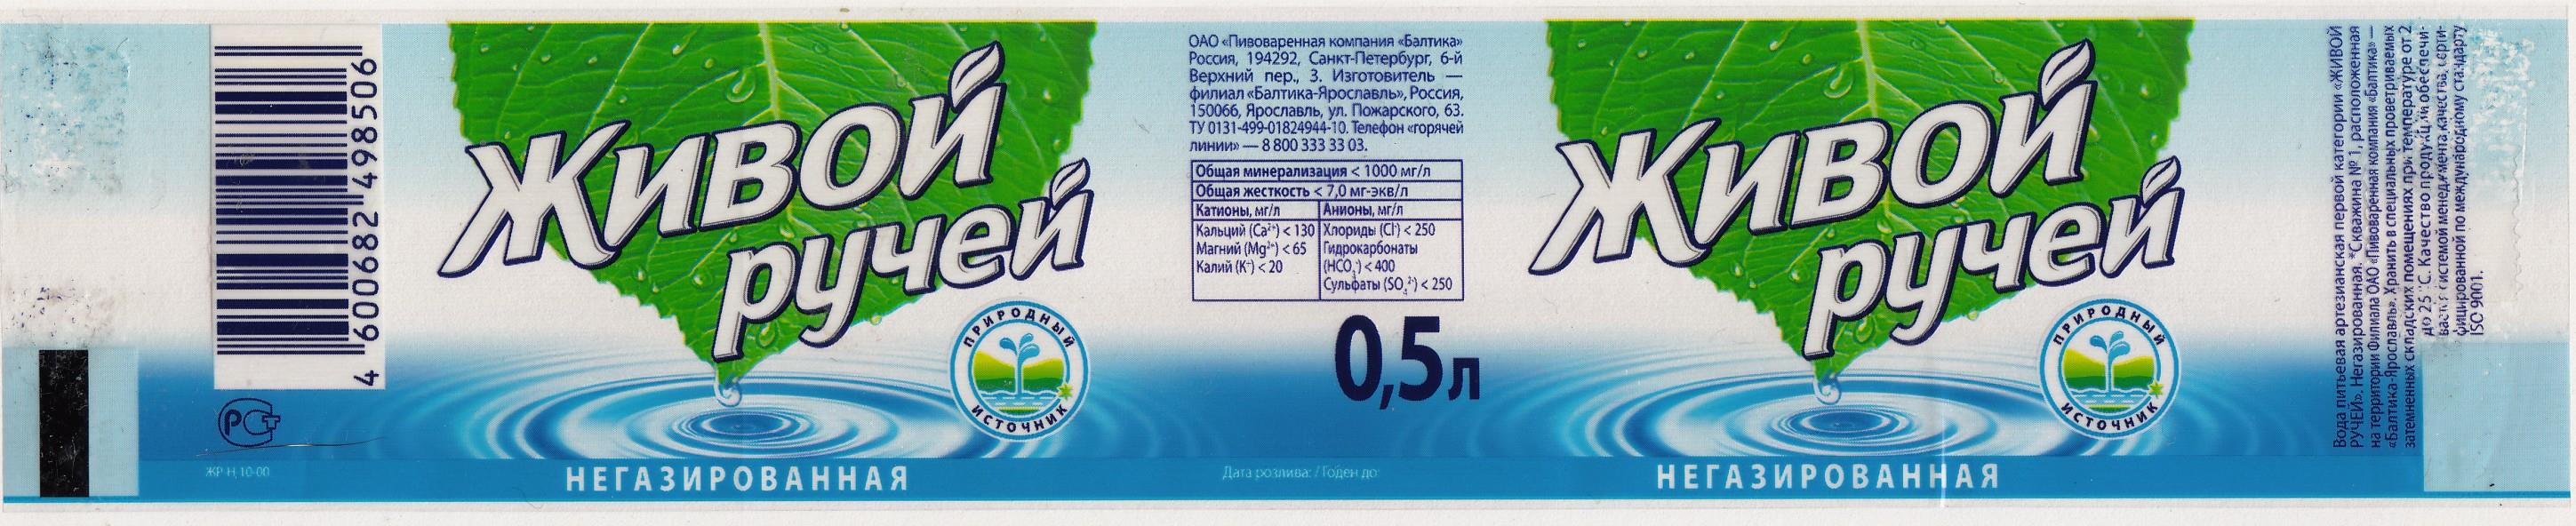 4 600682 498506
РСТ
ЖР-Н 10-00
Живой
ручей
ПРИРОДНЫЙ
ИСТОЧНИК
НЕГАЗИРОВАННАЯ
ОАО «Пивоваренная компания «Балтика»
Россия, 194292, Санкт-Петербург, 6-й
Верхний пер., 3. Изготовитель —
филиал «Балтика-Ярославль», Россия,
150066, Ярославль, ул. Пожарского, 63.
ТУ 0131-499-01824944-10. Телефон «горячей
линии» — 8 800 333 33 03.
Общая минерализация < 1000 мг/л
Общая жесткость < 7,0 мг-экв/л
Катионы, мг/л
Кальций (Ca²⁺) < 130
Магний (Mg²⁺) < 65
Калий (K⁺) < 20
Анионы, мг/л
Хлориды (Cl⁻) < 250
Гидрокарбонаты
(HCO₃⁻) < 400
Сульфаты (SO₄²⁻) < 250
0,5л
Дата розлива: / Годен до:
Живой
ручей
ПРИРОДНЫЙ
ИСТОЧНИК
НЕГАЗИРОВАННАЯ
Вода питьевая артезианская первой категории «ЖИВОЙ
РУЧЕЙ». Негазированная. *Скважина № 1, расположенная
на территории Филиала ОАО «Пивоваренная компания «Балтика» —
«Балтика-Ярославль». Хранить в специальных проветриваемых
затемненных складских помещениях при температуре от 2
до 25 °С. Качество продукции обеспечи-
вается системой менеджмента качества, серти-
фицированной по международному стандарту
ISO 9001.